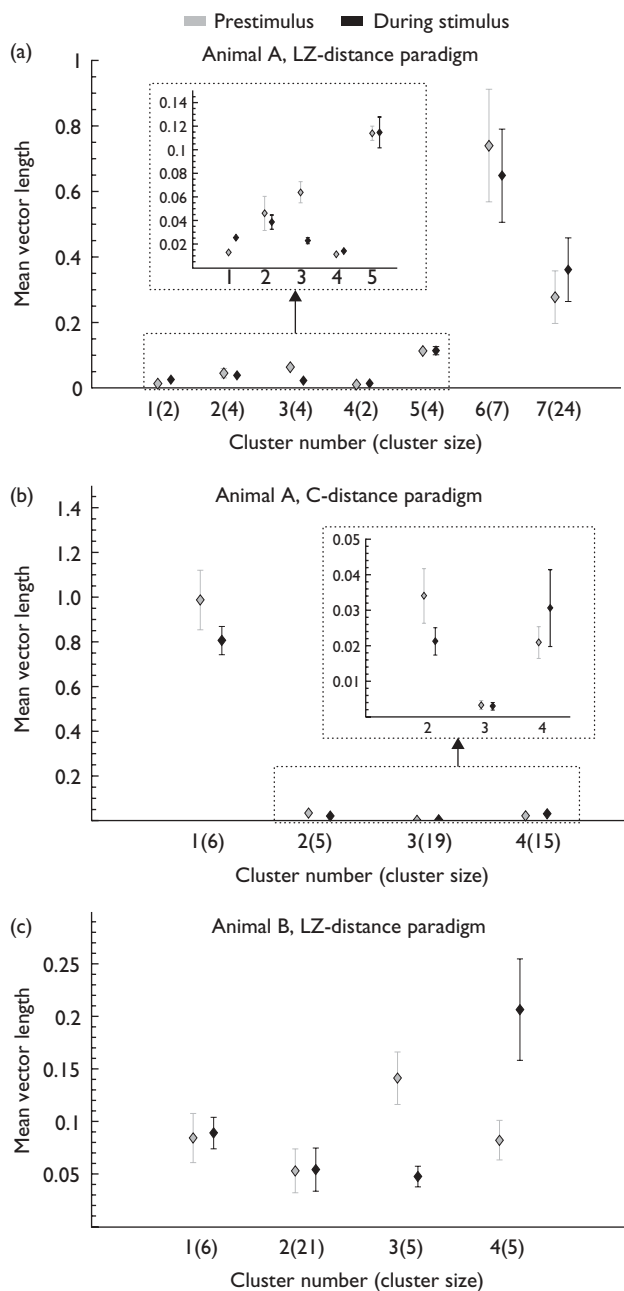 Prestimulus During stimulus
(a) Animal A, LZ-distance paradigm
Mean vector length
1
0.8
0.6
0.4
0.2
0
0.14
0.12
0.10
0.08
0.06
0.04
0.02
1 2 3 4 5
1(2) 2(4) 3(4) 4(2) 5(4) 6(7) 7(24)
Cluster number (cluster size)
(b) Animal A, C-distance paradigm
Mean vector length
1.4
1.2
1.0
0.8
0.6
0.4
0.2
0.05
0.04
0.03
0.02
0.01
2 3 4
1(6) 2(5) 3(19) 4(15)
Cluster number (cluster size)
(c) Animal B, LZ-distance paradigm
Mean vector length
0.25
0.2
0.15
0.1
0.05
1(6) 2(21) 3(5) 4(5)
Cluster number (cluster size)